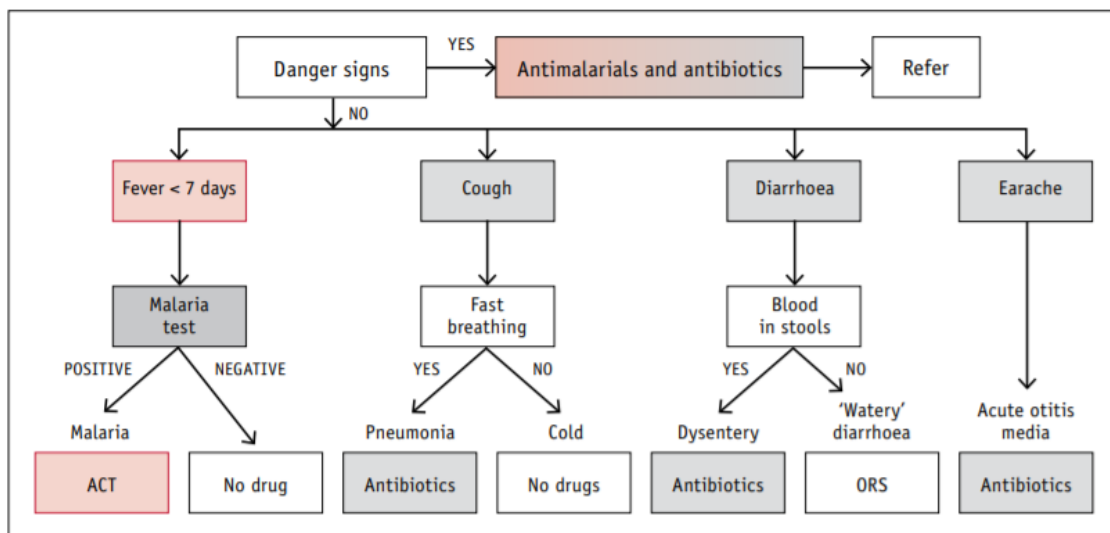 YES
Danger signs
Antimalarials and antibiotics
Refer
NO
Fever < 7 days
Cough
Diarrhoea
Earache
Malaria
test
Fast
breathing
Blood
in stools
POSITIVE
NEGATIVE
YES
NO
YES
NO
Malaria
Pneumonia
Cold
Dysentery
‘Watery’
diarrhoea
Acute otitis
media
ACT
No drug
Antibiotics
No drugs
Antibiotics
ORS
Antibiotics